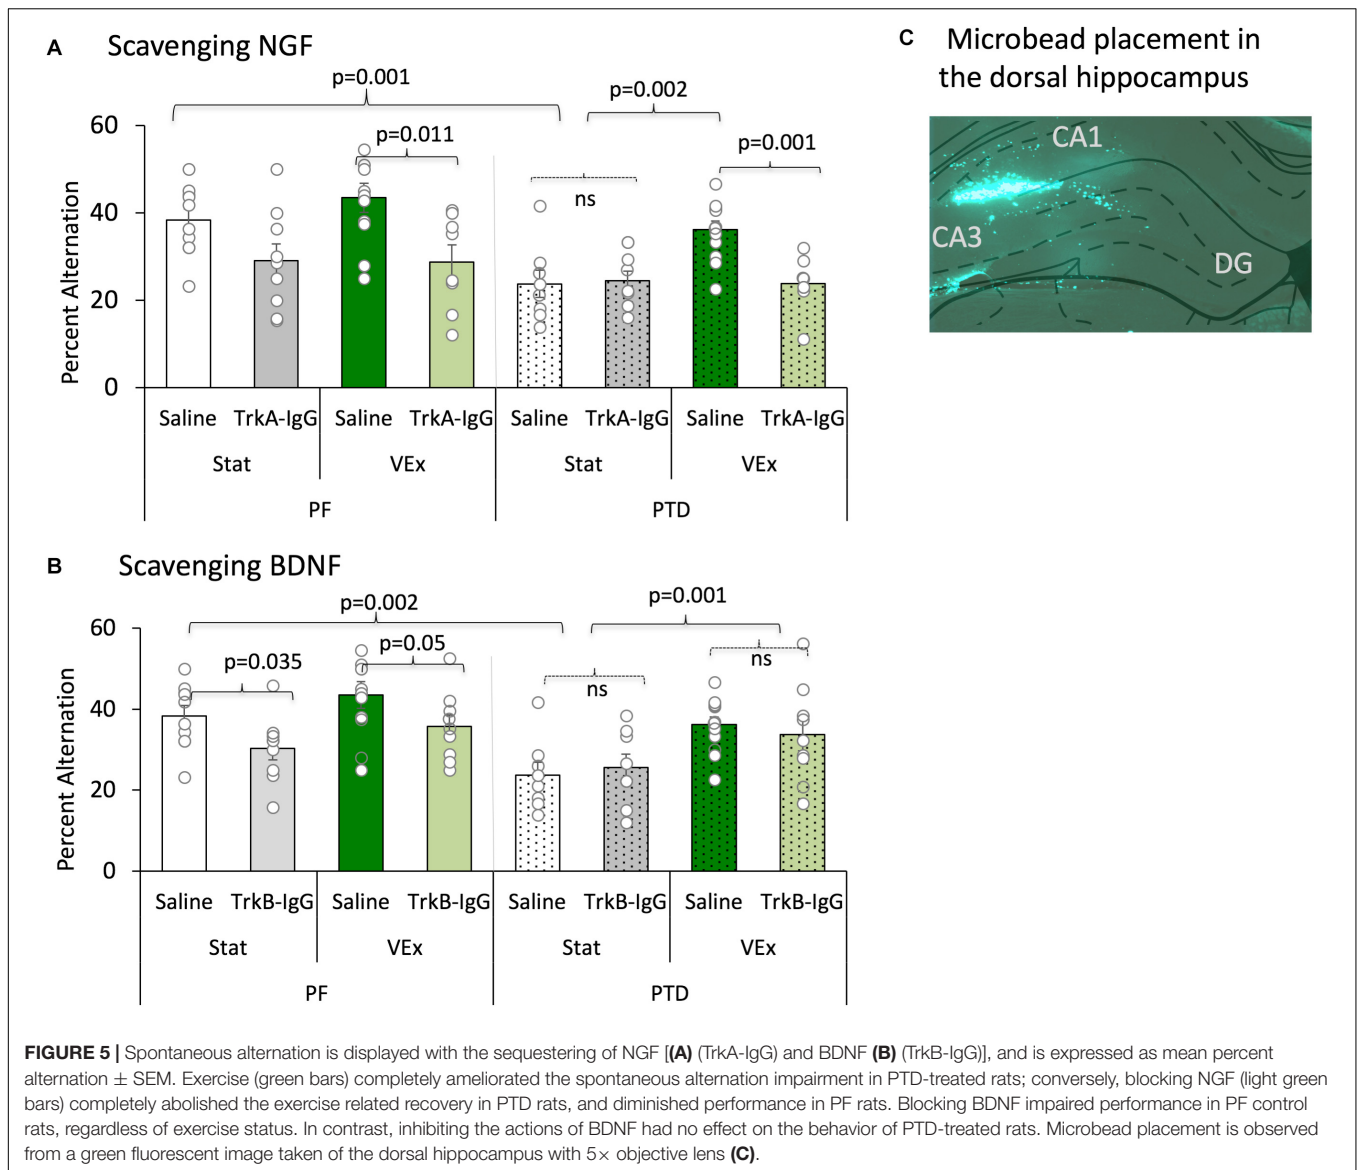 A Scavenging NGF
p=0.001
p=0.002
p=0.011
p=0.001
ns
60
40
20
0
Percent Alternation
Saline TrkA-IgG Saline TrkA-IgG Saline TrkA-IgG Saline TrkA-IgG
Stat VEx Stat VEx
PF PTD
C Microbead placement in
the dorsal hippocampus
CA1
CA3
DG
B Scavenging BDNF
p=0.002
p=0.001
p=0.035
p=0.05
ns
ns
60
40
20
0
Percent Alternation
Saline TrkB-IgG Saline TrkB-IgG Saline TrkB-IgG Saline TrkB-IgG
Stat VEx Stat VEx
PF PTD
FIGURE 5 | Spontaneous alternation is displayed with the sequestering of NGF [(A) (TrkA-IgG) and BDNF (B) (TrkB-IgG)], and is expressed as mean percent
alternation ± SEM. Exercise (green bars) completely ameliorated the spontaneous alternation impairment in PTD-treated rats; conversely, blocking NGF (light green
bars) completely abolished the exercise related recovery in PTD rats, and diminished performance in PF rats. Blocking BDNF impaired performance in PF control
rats, regardless of exercise status. In contrast, inhibiting the actions of BDNF had no effect on the behavior of PTD-treated rats. Microbead placement is observed
from a green fluorescent image taken of the dorsal hippocampus with 5× objective lens (C).